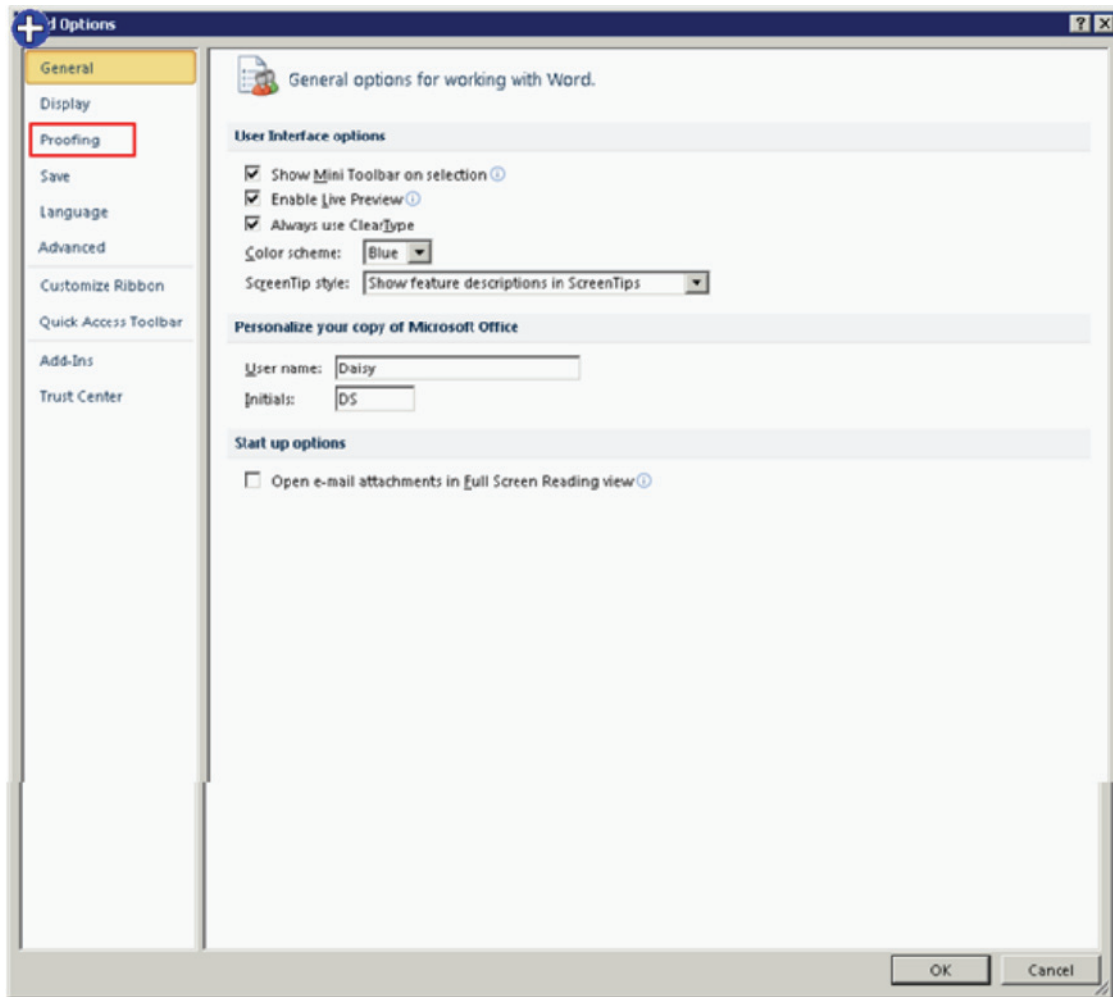 d Options
General
Display
Proofing
Save
Language
Advanced
Customize Ribbon
Quick Access Toolbar
Add-Ins
Trust Center
General options for working with Word.
User Interface options
Show Mini Toolbar on selection
Enable Live Preview
Always use ClearType
Color scheme: Blue
ScreenTip style: Show feature descriptions in ScreenTips
Personalize your copy of Microsoft Office
User name: Daisy
Initials: DS
Start up options
Open e-mail attachments in Full Screen Reading view
OK Cancel